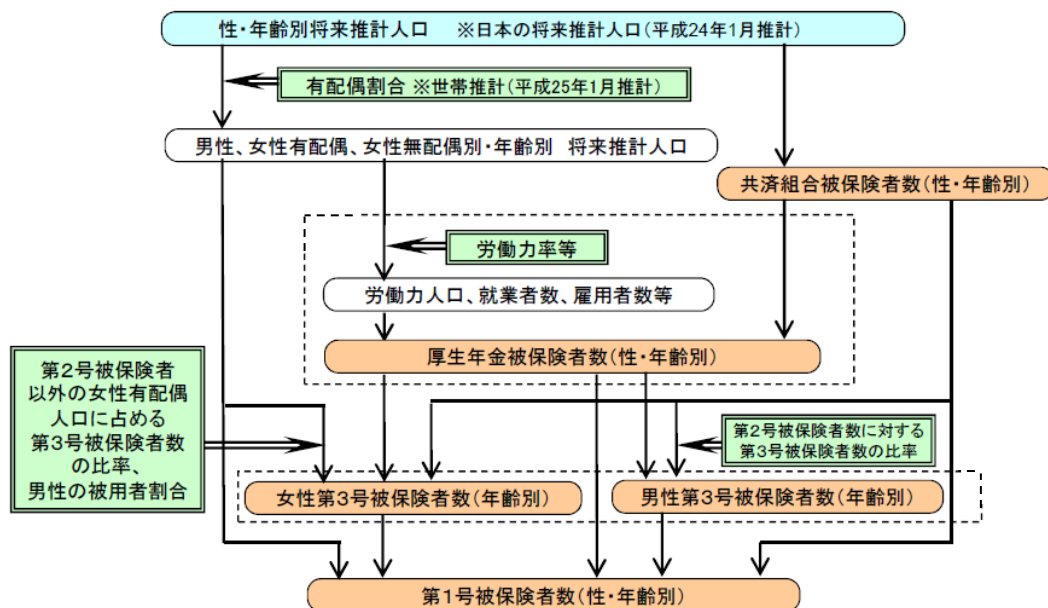 性・年齢別将来推計人口　※日本の将来推計人口(平成24年1月推計)
有配偶割合 ※世帯推計(平成25年1月推計)
男性、女性有配偶、女性無配偶別・年齢別　将来推計人口
共済組合被保険者数(性・年齢別)
労働力率等
労働力人口、就業者数、雇用者数等
厚生年金被保険者数(性・年齢別)
第2号被保険者
以外の女性有配偶
人口に占める
第3号被保険者数
の比率、
男性の被用者割合
第2号被保険者数に対する
第3号被保険者数の比率
女性第3号被保険者数(年齢別)
男性第3号被保険者数(年齢別)
第1号被保険者数(性・年齢別)